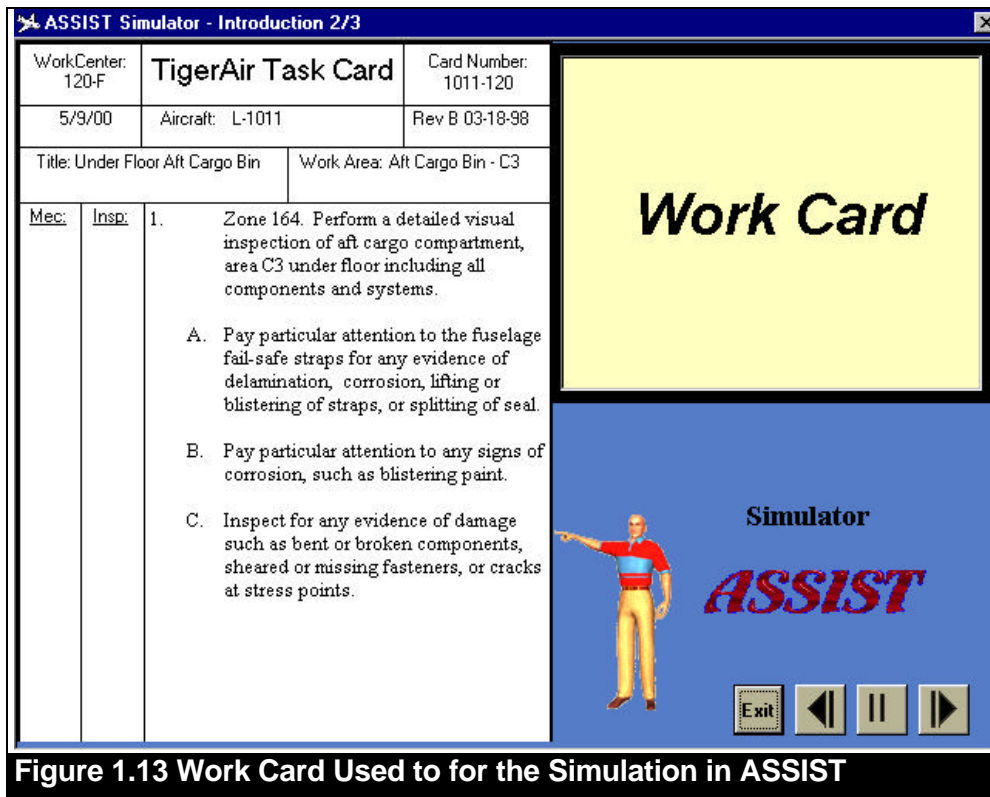 ASSIST Simulator - Introduction 2/3
WorkCenter:
120-F
TigerAir Task Card
Card Number:
1011-120
5/9/00
Aircraft: L-1011
Rev B 03-18-98
Title: Under Floor Aft Cargo Bin
Work Area: Aft Cargo Bin - C3
Mec:
Insp:
1. Zone 164. Perform a detailed visual
inspection of aft cargo compartment,
area C3 under floor including all
components and systems.
A. Pay particular attention to the fuselage
fail-safe straps for any evidence of
delamination, corrosion, lifting or
blistering of straps, or splitting of seal.
B. Pay particular attention to any signs of
corrosion, such as blistering paint.
C. Inspect for any evidence of damage
such as bent or broken components,
sheared or missing fasteners, or cracks
at stress points.
Work Card
Simulator
ASSIST
Exit
Figure 1.13 Work Card Used to for the Simulation in ASSIST